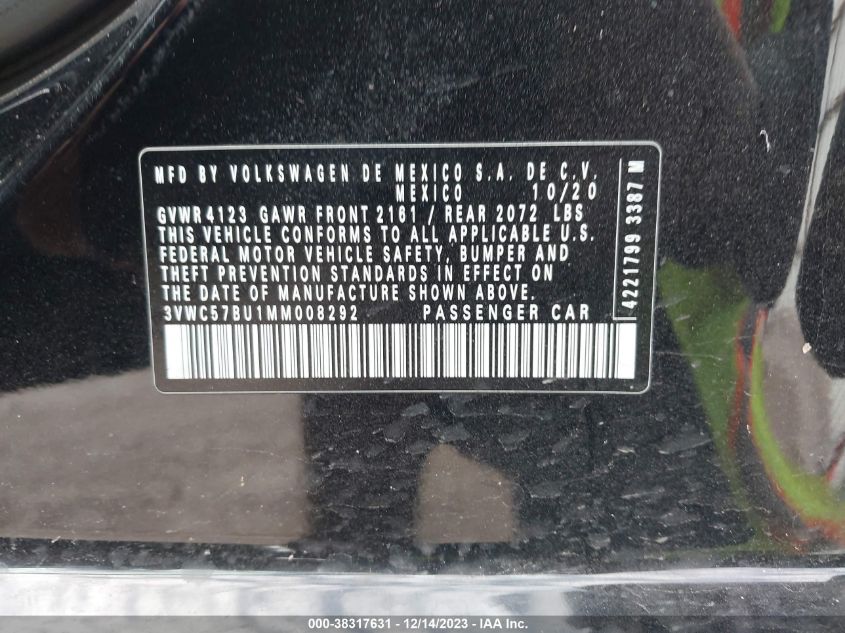 MFD BY VOLKSWAGEN DE MEXICO S.A. DE C.V.
MEXICO 10/20
GVWR 4123 GAWR FRONT 2161 / REAR 2072 LBS
THIS VEHICLE CONFORMS TO ALL APPLICABLE U.S.
FEDERAL MOTOR VEHICLE SAFETY, BUMPER AND
THEFT PREVENTION STANDARDS IN EFFECT ON
THE DATE OF MANUFACTURE SHOWN ABOVE.
3VWC57BU1MM008292 PASSENGER CAR
4221799 3387 M
000-38317631 - 12/14/2023 - IAAI.com